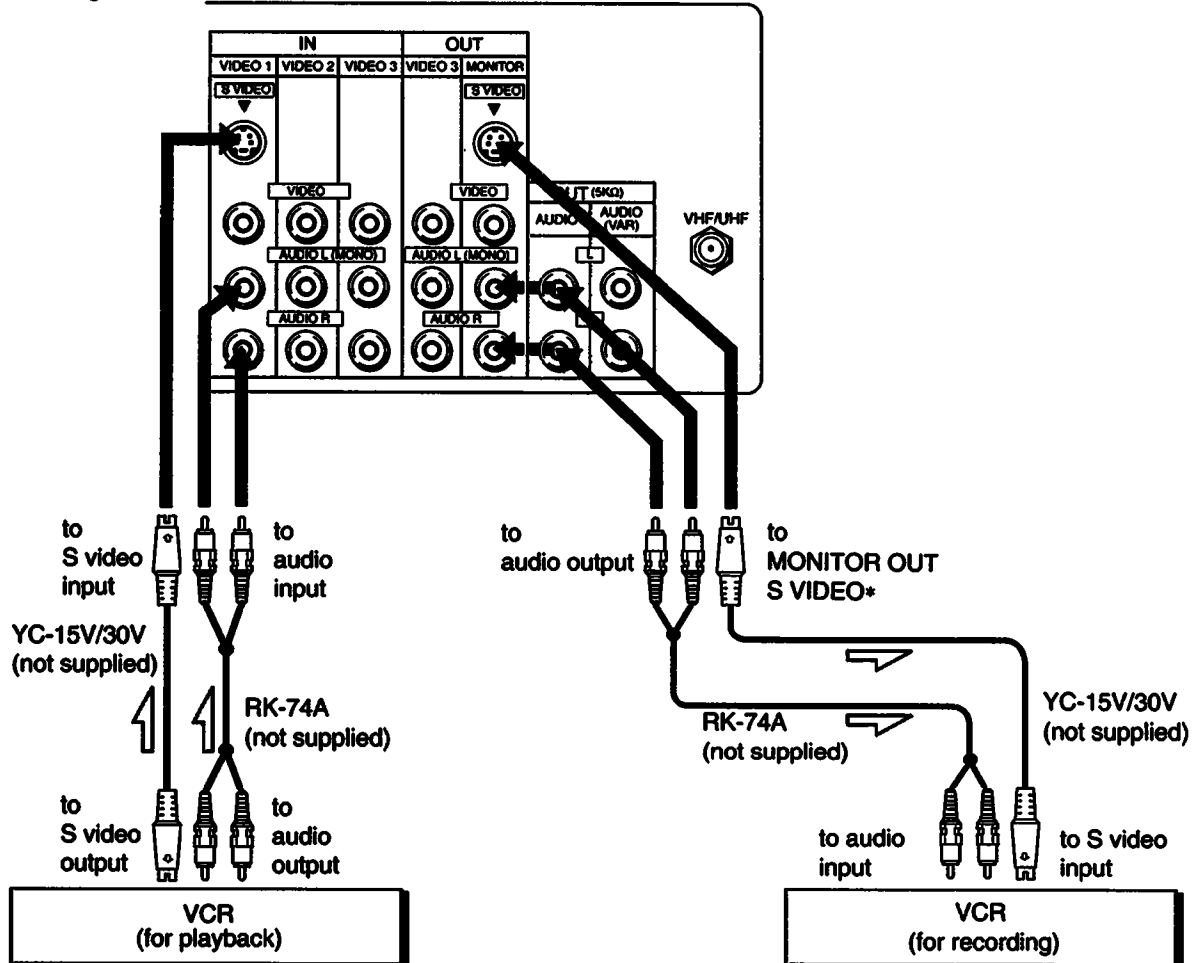 IN
OUT
VIDEO 1
VIDEO 2
VIDEO 3
VIDEO 3
MONITOR
S VIDEO
S VIDEO
VIDEO
VIDEO
(5KΩ)
AUDIO
AUDIO
(VAR)
VHF/UHF
AUDIO L (MONO)
AUDIO L (MONO)
L
AUDIO R
AUDIO R
to
S video
input
to
audio
input
to
audio output
to
MONITOR OUT
S VIDEO*
YC-15V/30V
(not supplied)
RK-74A
(not supplied)
RK-74A
(not supplied)
YC-15V/30V
(not supplied)
to
S video
output
to
audio
output
to audio
input
to S video
input
VCR
(for playback)
VCR
(for recording)